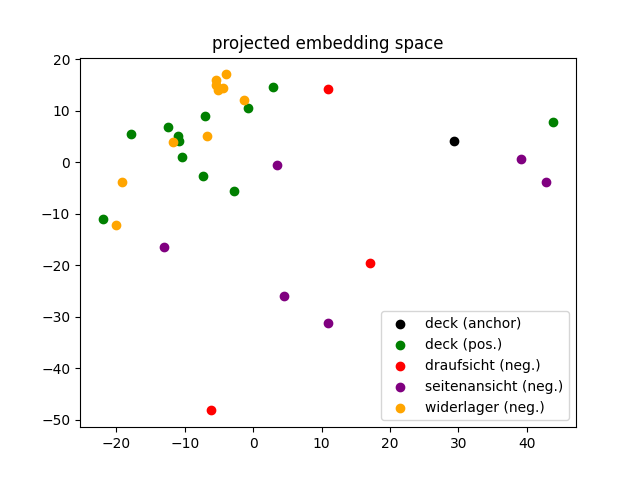 projected embedding space
20
10
0
−10
−20
−30
−40
−50
−20 −10 0 10 20 30 40
deck (anchor)
deck (pos.)
draufsicht (neg.)
seitenansicht (neg.)
widerlager (neg.)